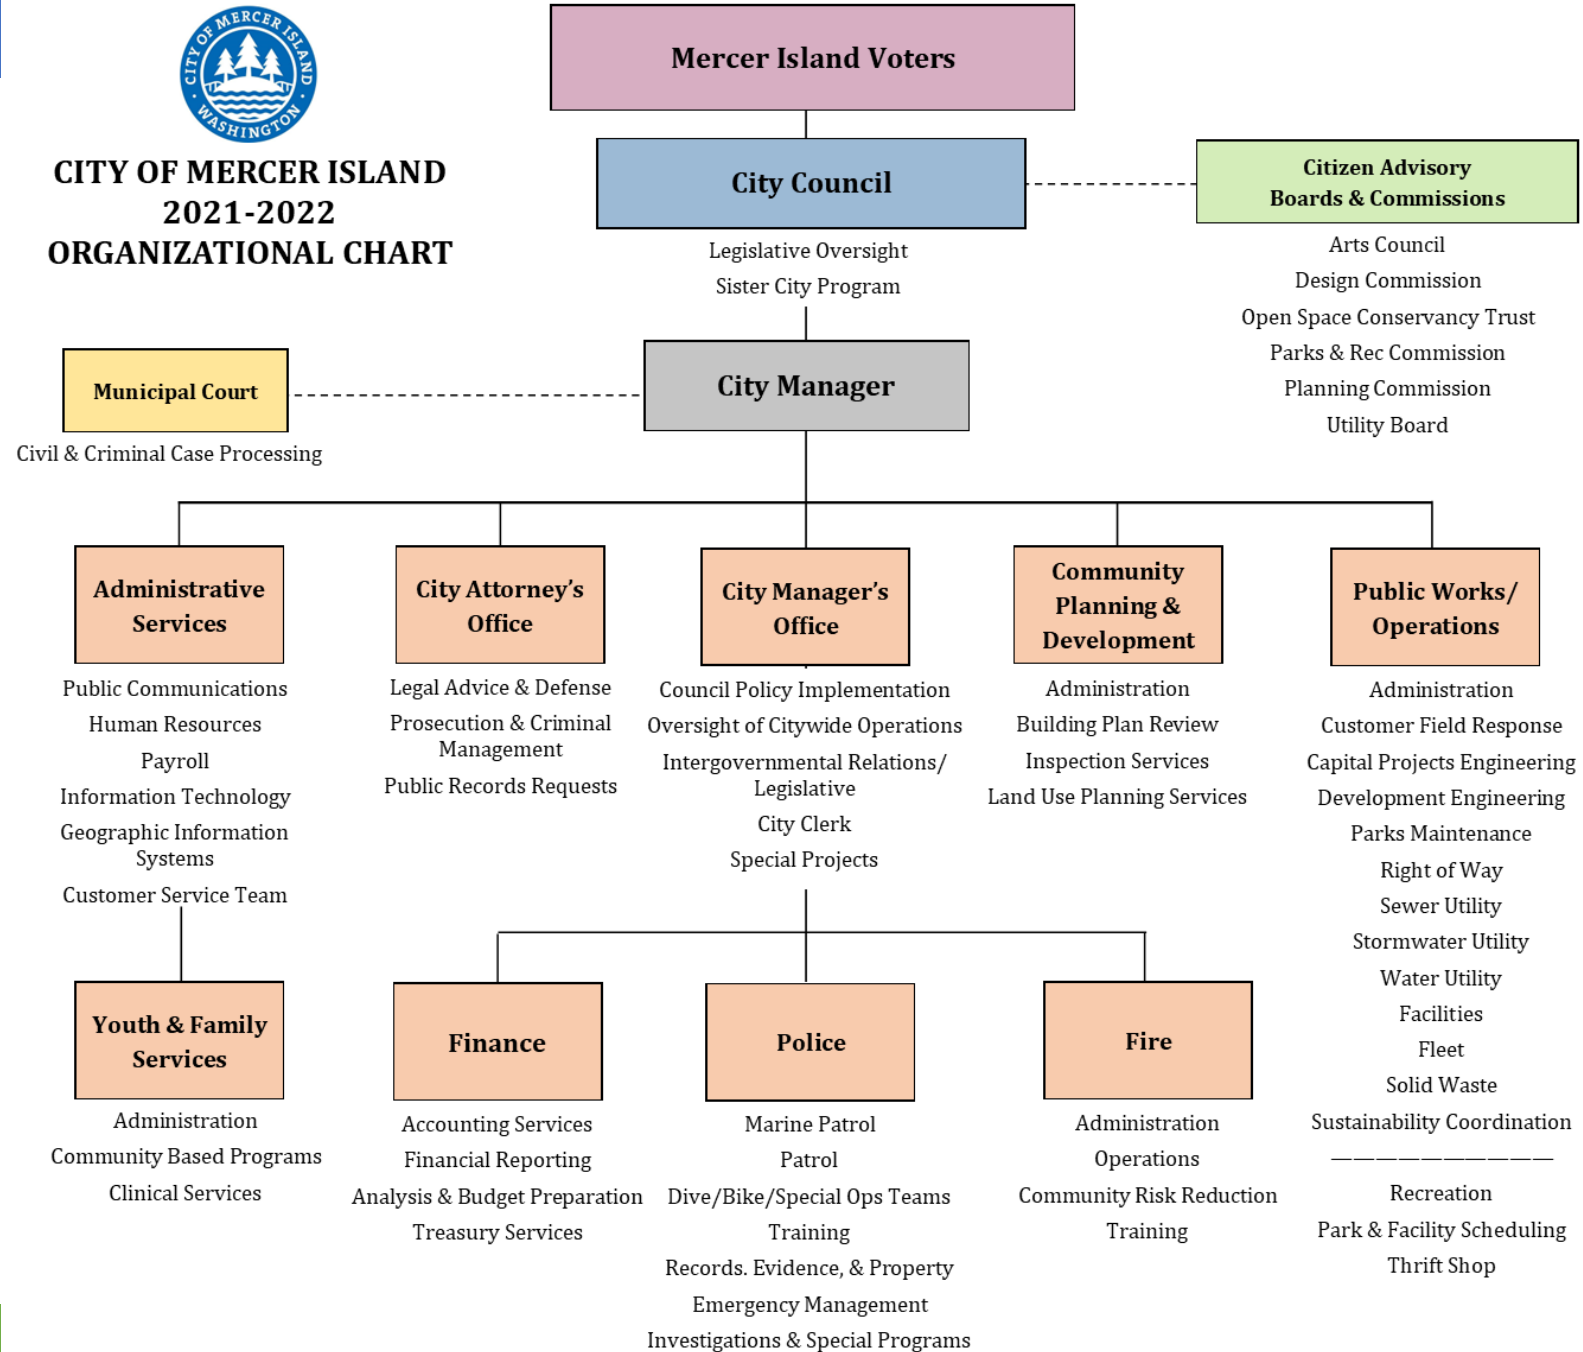 CITY OF MERCER ISLAND
WASHINGTON
CITY OF MERCER ISLAND
2021-2022
ORGANIZATIONAL CHART
Mercer Island Voters
City Council
Legislative Oversight
Sister City Program
Citizen Advisory
Boards & Commissions
Arts Council
Design Commission
Open Space Conservancy Trust
Parks & Rec Commission
Planning Commission
Utility Board
Municipal Court
Civil & Criminal Case Processing
City Manager
Administrative
Services
Public Communications
Human Resources
Payroll
Information Technology
Geographic Information
Systems
Customer Service Team
City Attorney's
Office
Legal Advice & Defense
Prosecution & Criminal
Management
Public Records Requests
City Manager's
Office
Council Policy Implementation
Oversight of Citywide Operations
Intergovernmental Relations/
Legislative
City Clerk
Special Projects
Community
Planning &
Development
Administration
Building Plan Review
Inspection Services
Land Use Planning Services
Public Works/
Operations
Administration
Customer Field Response
Capital Projects Engineering
Development Engineering
Parks Maintenance
Right of Way
Sewer Utility
Stormwater Utility
Water Utility
Facilities
Fleet
Solid Waste
Sustainability Coordination
——————————
Recreation
Park & Facility Scheduling
Thrift Shop
Youth & Family
Services
Administration
Community Based Programs
Clinical Services
Finance
Accounting Services
Financial Reporting
Analysis & Budget Preparation
Treasury Services
Police
Marine Patrol
Patrol
Dive/Bike/Special Ops Teams
Training
Records. Evidence, & Property
Emergency Management
Investigations & Special Programs
Fire
Administration
Operations
Community Risk Reduction
Training